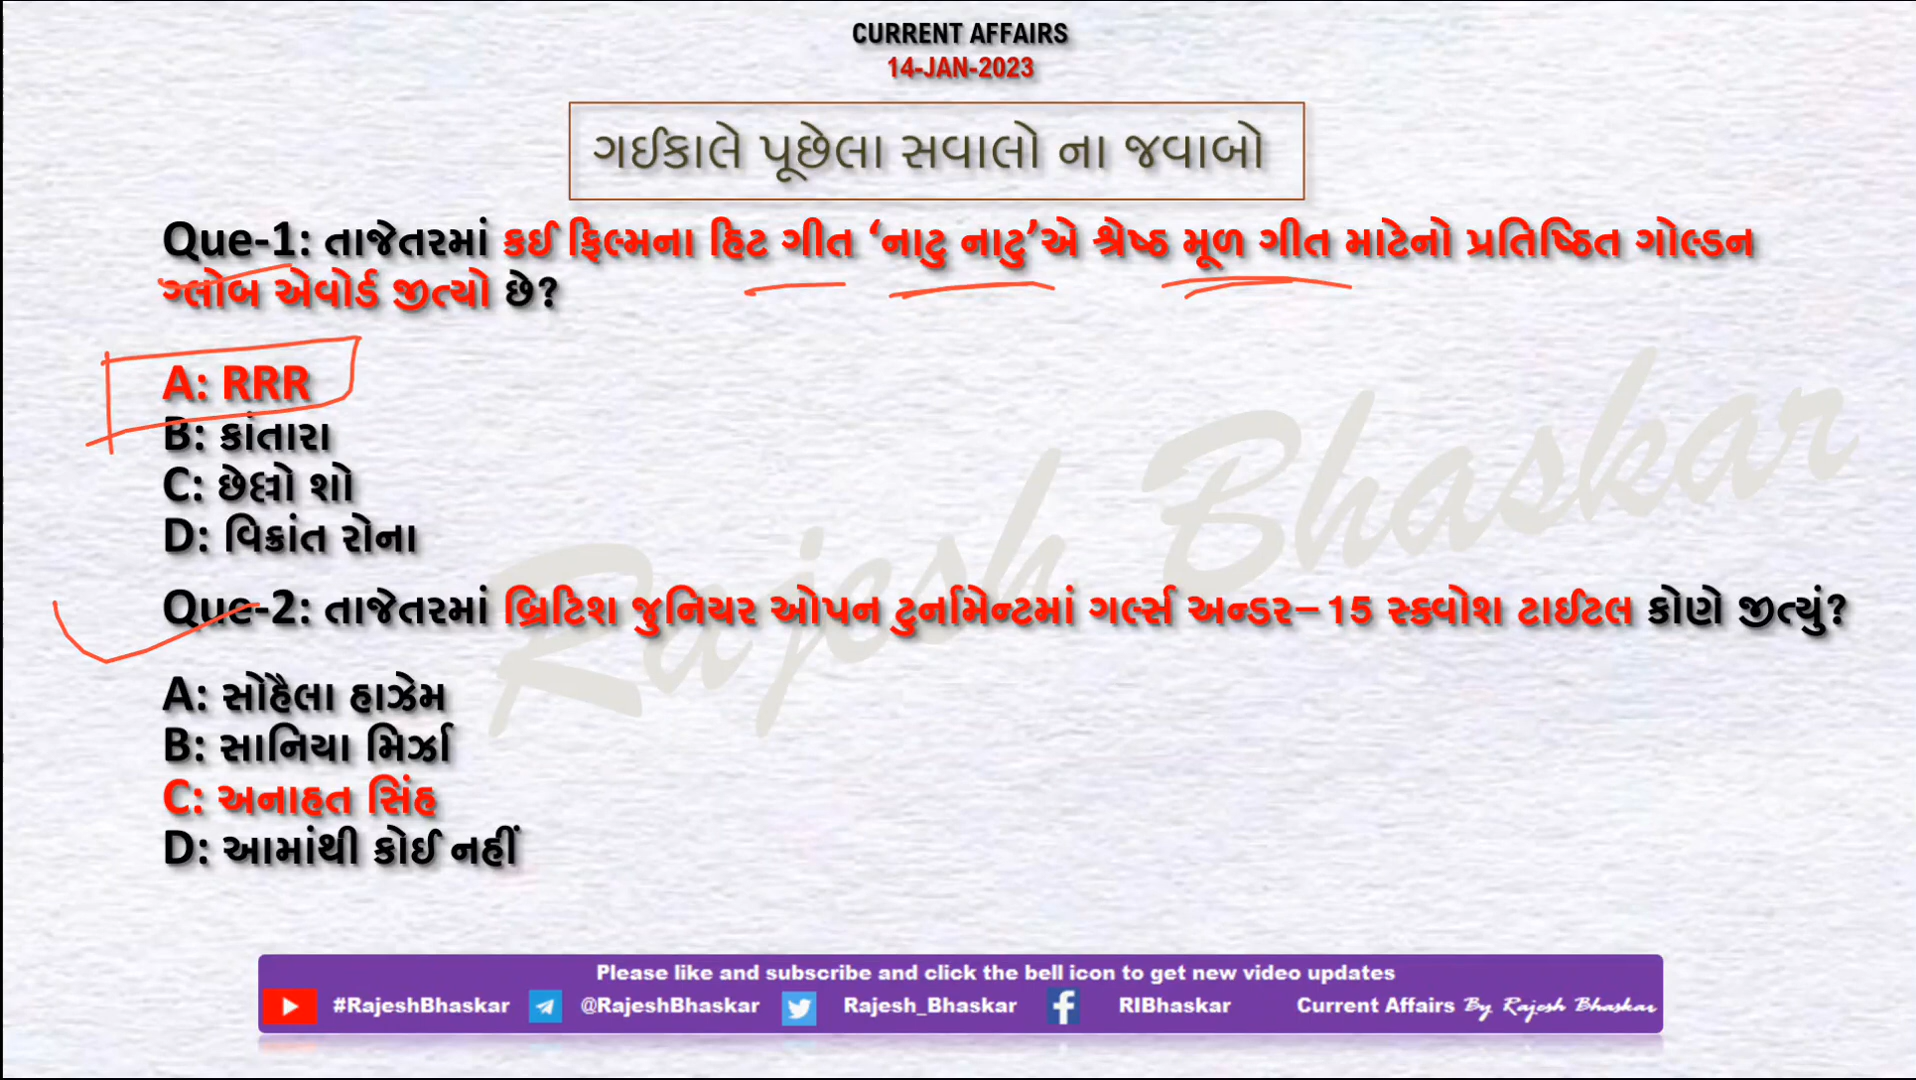 CURRENT AFFAIRS
14-JAN-2023
ગઈકાલે પૂછેલા સવાલો ના જવાબો
Que-1: તાજેતરમાં કઈ ફિલ્મના હિટ ગીત ‘નાટુ નાટુ’એ શ્રેષ્ઠ મૂળ ગીત માટેનો પ્રતિષ્ઠિત ગોલ્ડન
ગ્લોબ એવોર્ડ જીત્યો છે?
A: RRR
B: કાંતારા
C: છેલ્લો શો
D: વિક્રાંત રોના
Que-2: તાજેતરમાં બ્રિટિશ જુનિયર ઓપન ટુર્નામેન્ટમાં ગર્લ્સ અન્ડર–15 સ્ક્વોશ ટાઈટલ કોણે જીત્યું?
A: સોહૈલા હાઝેમ
B: સાનિયા મિર્ઝા
C: અનાહત સિંહ
D: આમાંથી કોઈ નહીં
Rajesh Bhaskar
Please like and subscribe and click the bell icon to get new video updates
#RajeshBhaskar @RajeshBhaskar Rajesh_Bhaskar RIBhaskar Current Affairs By Rajesh Bhaskar